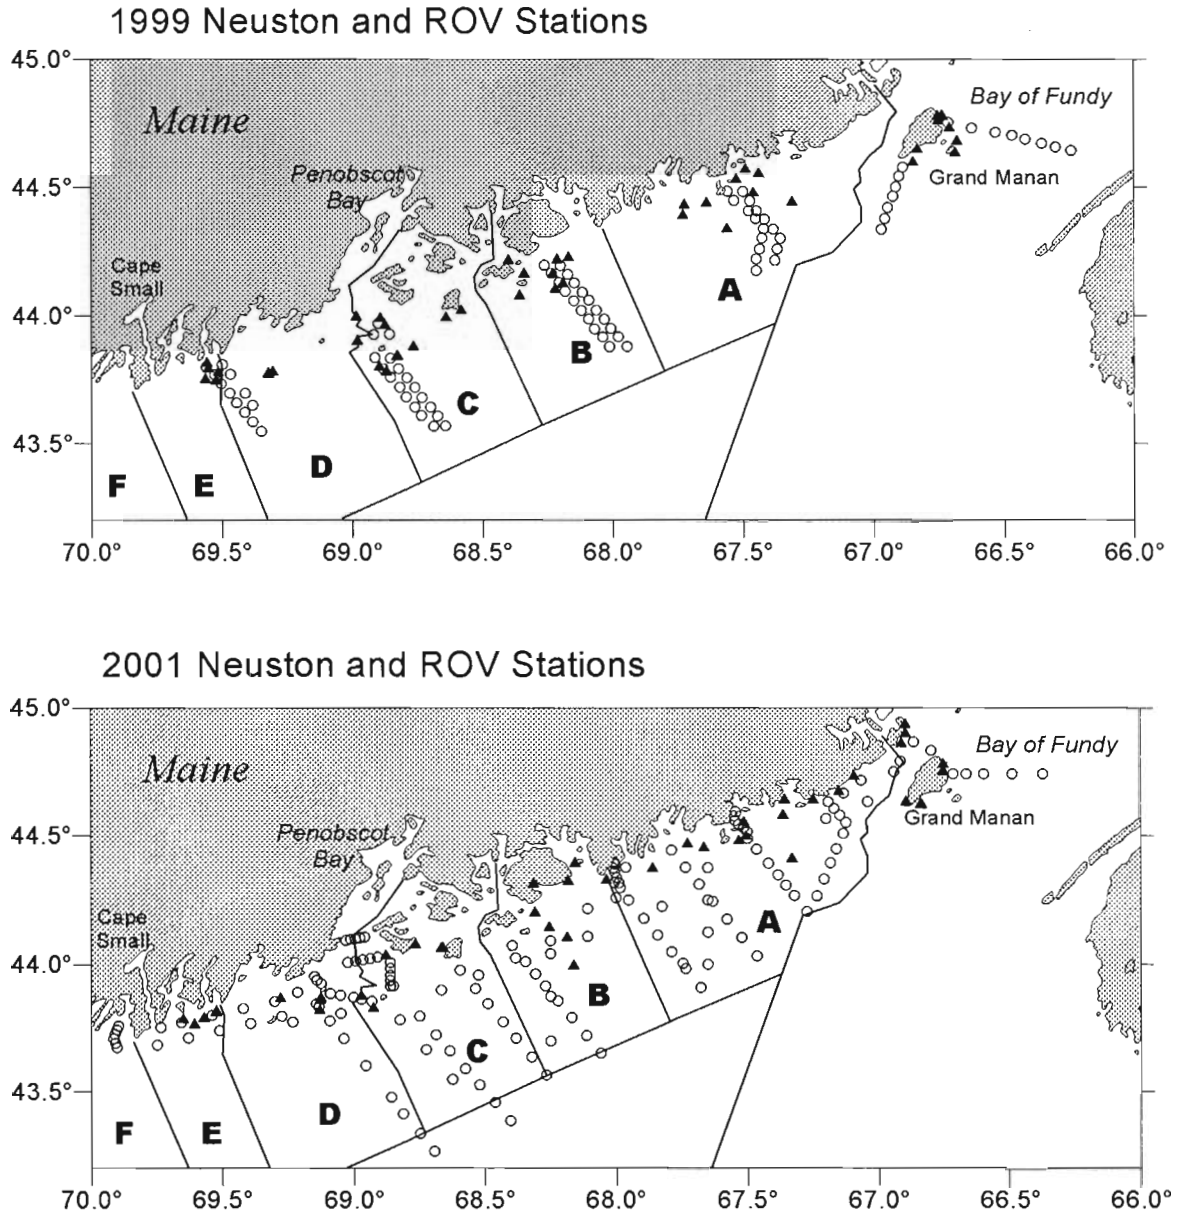 1999 Neuston and ROV Stations
45.0°
Maine
Bay of Fundy
Penobscot
Bay
44.5°
Grand Manan
Cape
Small
A
44.0°
B
C
43.5°
D
F
E
70.0°
69.5°
69.0°
68.5°
68.0°
67.5°
67.0°
66.5°
66.0°
2001 Neuston and ROV Stations
45.0°
Maine
Bay of Fundy
Penobscot
Bay
44.5°
Grand Manan
Cape
Small
A
44.0°
B
C
43.5°
D
F
E
70.0°
69.5°
69.0°
68.5°
68.0°
67.5°
67.0°
66.5°
66.0°